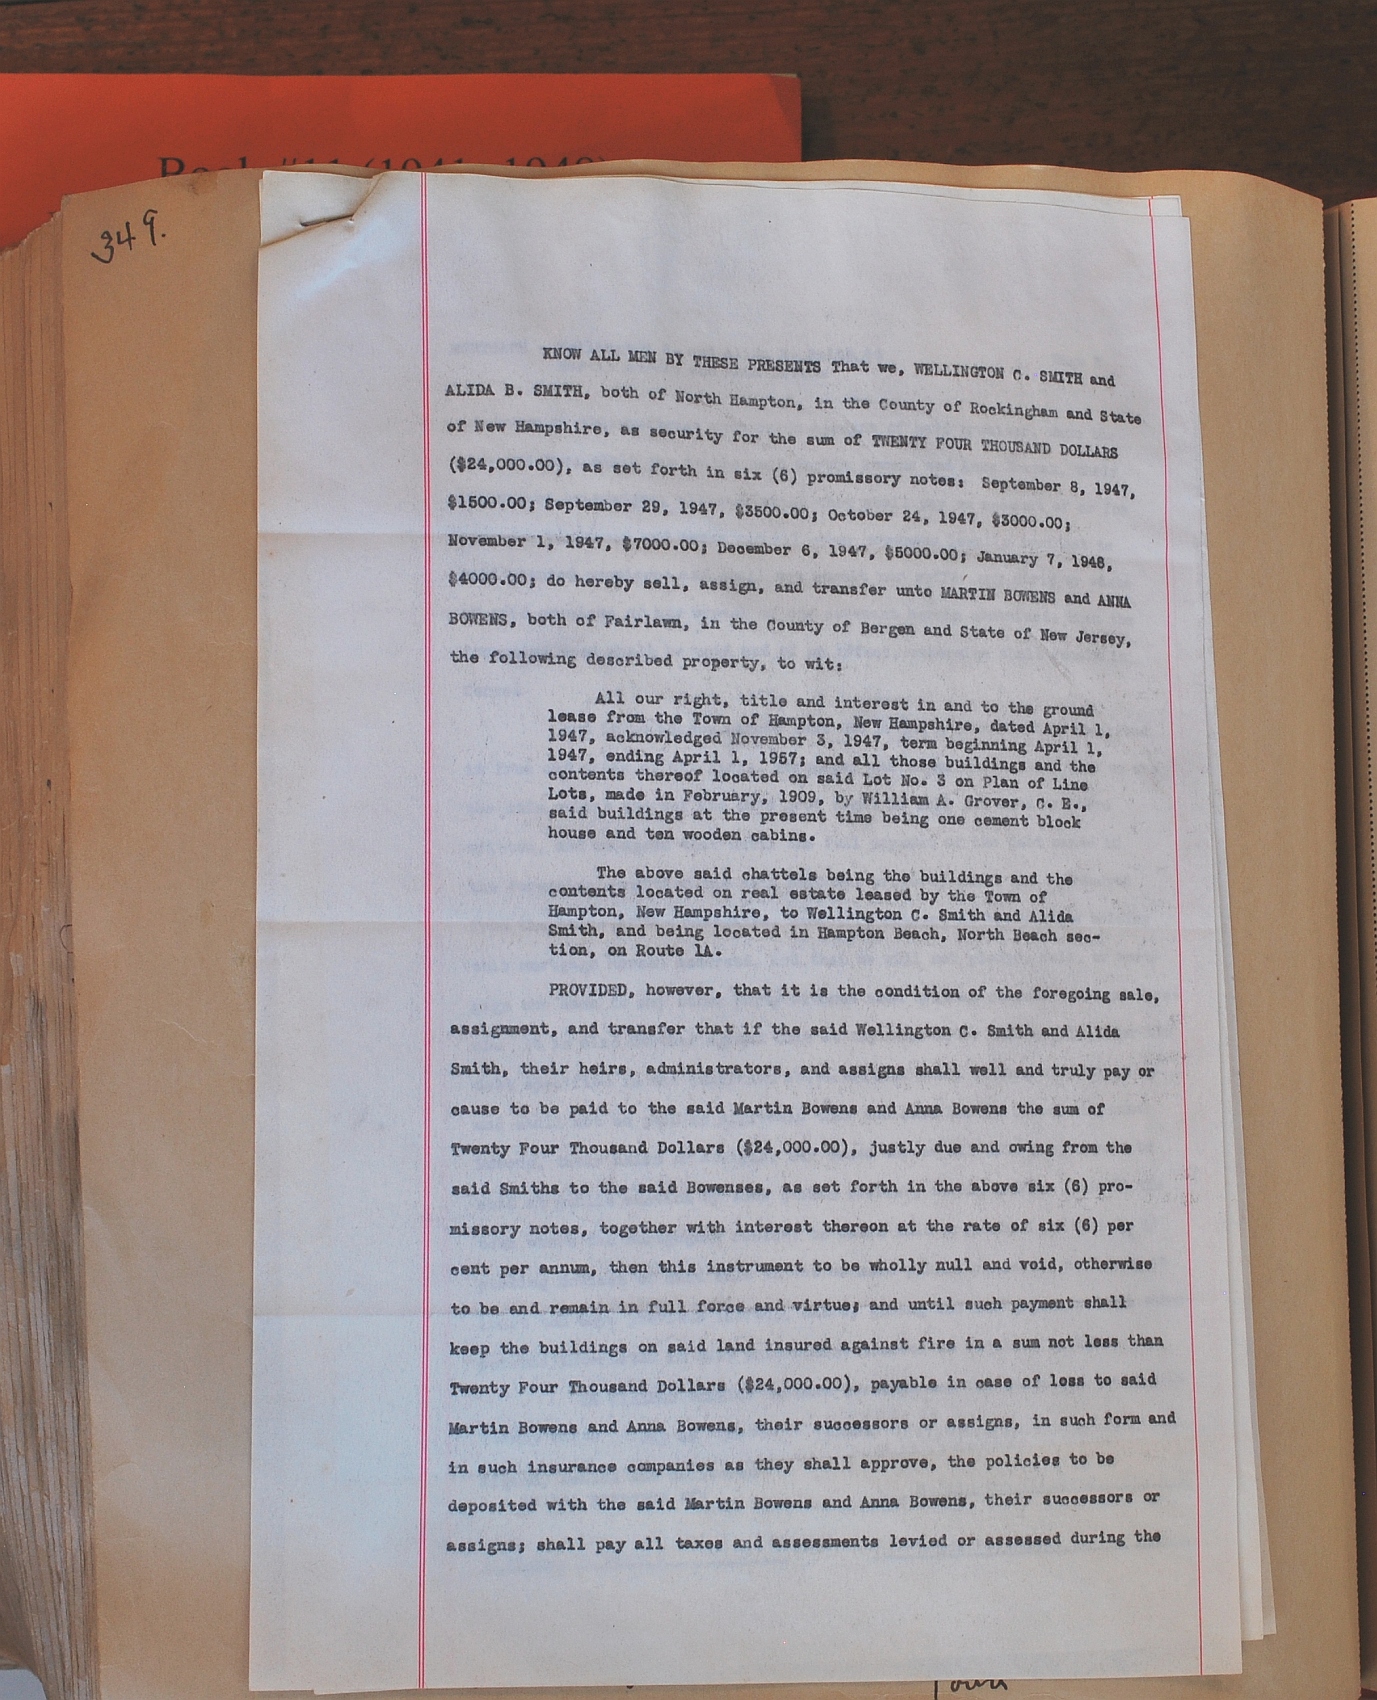 Book #11 (1941-1948)
349.
KNOW ALL MEN BY THESE PRESENTS That we, WELLINGTON C. SMITH and
ALIDA B. SMITH, both of North Hampton, in the County of Rockingham and State
of New Hampshire, as security for the sum of TWENTY FOUR THOUSAND DOLLARS
($24,000.00), as set forth in six (6) promissory notes: September 8, 1947,
$1500.00; September 29, 1947, $3500.00; October 24, 1947, $3000.00;
November 1, 1947, $7000.00; December 6, 1947, $5000.00; January 7, 1948,
$4000.00; do hereby sell, assign, and transfer unto MARTIN BOWENS and ANNA
BOWENS, both of Fairlawn, in the County of Bergen and State of New Jersey,
the following described property, to wit:
All our right, title and interest in and to the ground
lease from the Town of Hampton, New Hampshire, dated April 1,
1947, acknowledged November 3, 1947, term beginning April 1,
1947, ending April 1, 1957; and all those buildings and the
contents thereof located on said Lot No. 3 on Plan of Line
Lots, made in February, 1909, by William A. Grover, C. E.,
said buildings at the present time being one cement block
house and ten wooden cabins.
The above said chattels being the buildings and the
contents located on real estate leased by the Town of
Hampton, New Hampshire, to Wellington C. Smith and Alida
Smith, and being located in Hampton Beach, North Beach sec-
tion, on Route 1A.
PROVIDED, however, that it is the condition of the foregoing sale,
assignment, and transfer that if the said Wellington C. Smith and Alida
Smith, their heirs, administrators, and assigns shall well and truly pay or
cause to be paid to the said Martin Bowens and Anna Bowens the sum of
Twenty Four Thousand Dollars ($24,000.00), justly due and owing from the
said Smiths to the said Bowenses, as set forth in the above six (6) pro-
missory notes, together with interest thereon at the rate of six (6) per
cent per annum, then this instrument to be wholly null and void, otherwise
to be and remain in full force and virtue; and until such payment shall
keep the buildings on said land insured against fire in a sum not less than
Twenty Four Thousand Dollars ($24,000.00), payable in case of loss to said
Martin Bowens and Anna Bowens, their successors or assigns, in such form and
in such insurance companies as they shall approve, the policies to be
deposited with the said Martin Bowens and Anna Bowens, their successors or
assigns; shall pay all taxes and assessments levied or assessed during the